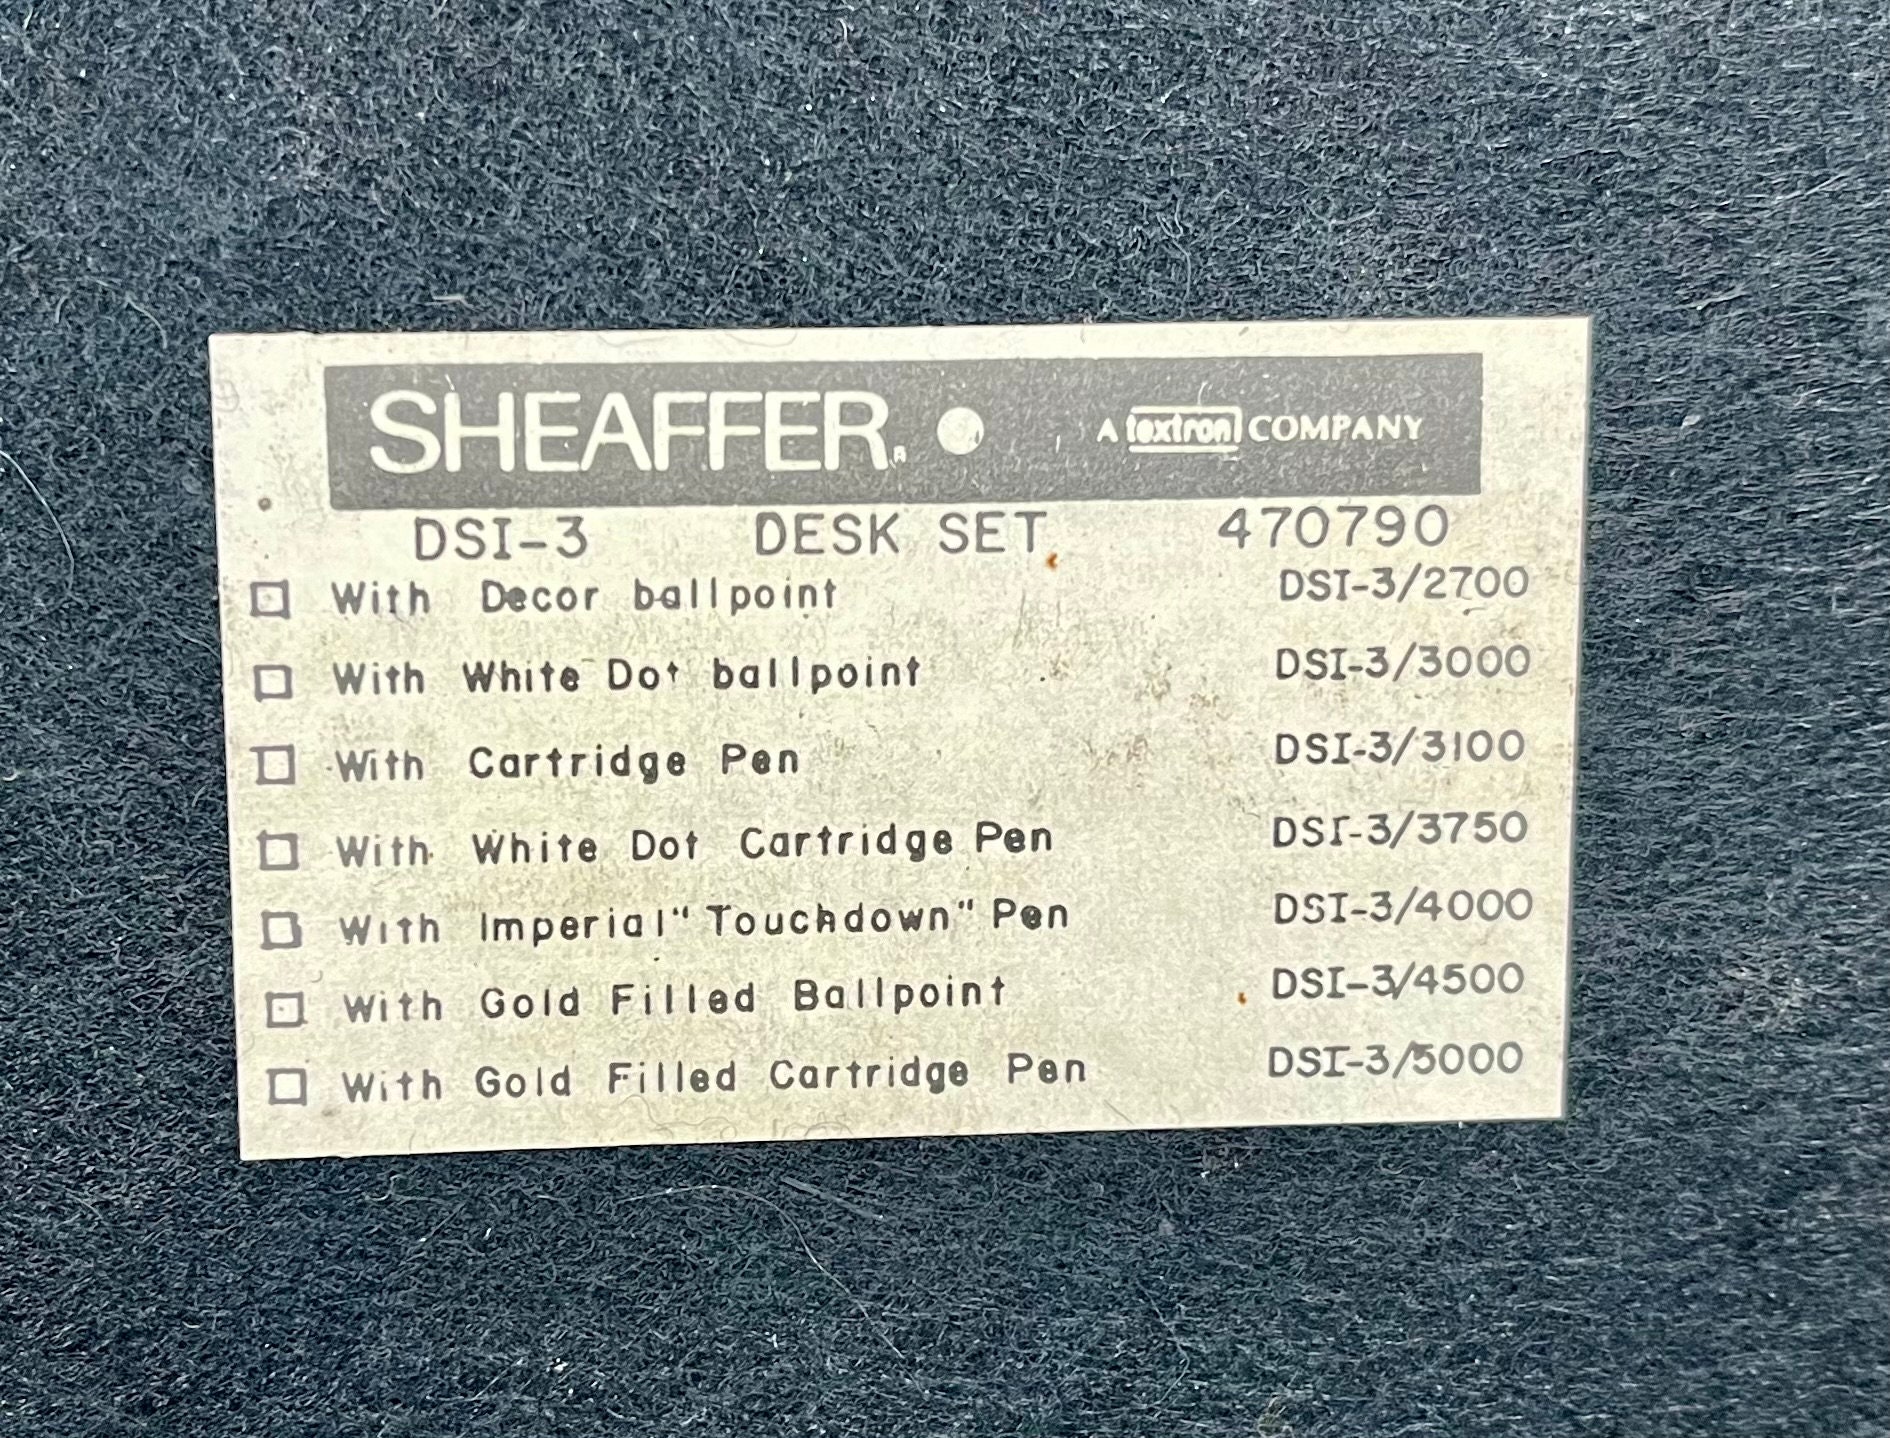 SHEAFFER® A textron COMPANY
DSI-3 DESK SET 470790
☐ With Decor ballpoint DSI-3/2700
☐ With White Dot ballpoint DSI-3/3000
☐ With Cartridge Pen DSI-3/3100
☐ With White Dot Cartridge Pen DSI-3/3750
☐ With Imperial "Touchdown" Pen DSI-3/4000
☐ With Gold Filled Ballpoint DSI-3/4500
☐ With Gold Filled Cartridge Pen DSI-3/5000